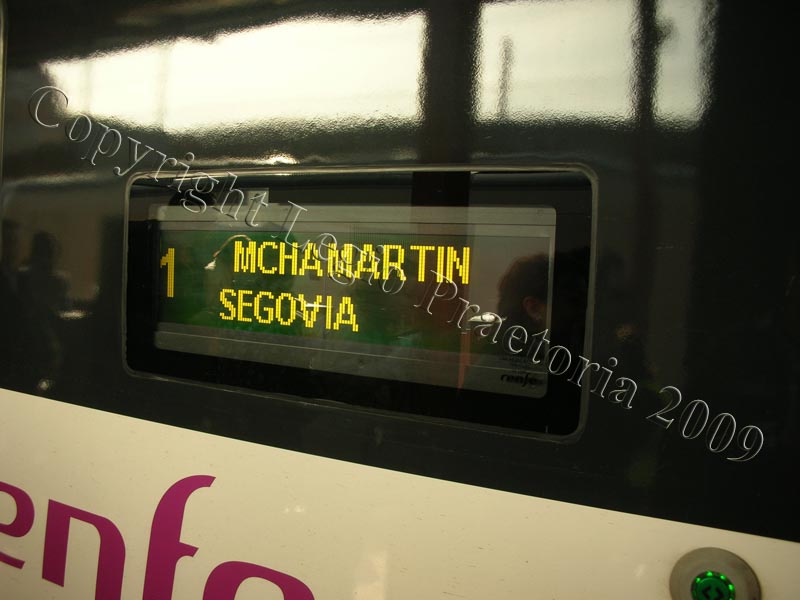 Copyright Legio Praetoria 2009
1 MCHAMARTIN
SEGOVIA
renfe
enfe